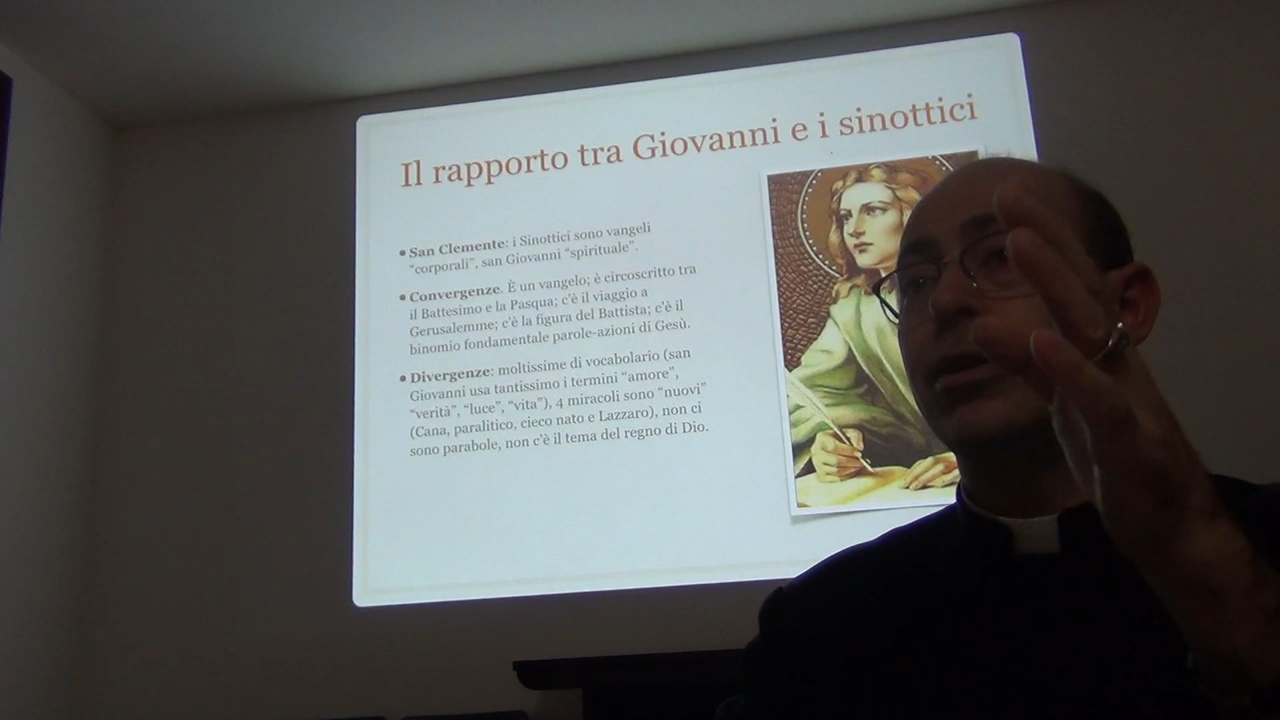 Il rapporto tra Giovanni e i sinottici
• San Clemente: i Sinottici sono vangeli
"corporali", san Giovanni "spirituale".
• Convergenze. È un vangelo; è circoscritto tra
il Battesimo e la Pasqua; c'è il viaggio a
Gerusalemme; c'è la figura del Battista; c'è il
binomio fondamentale parole-azioni di Gesù.
• Divergenze: moltissime di vocabolario (san
Giovanni usa tantissimo i termini "amore",
"verità", "luce", "vita"), 4 miracoli sono "nuovi"
(Cana, paralitico, cieco nato e Lazzaro), non ci
sono parabole, non c'è il tema del regno di Dio.